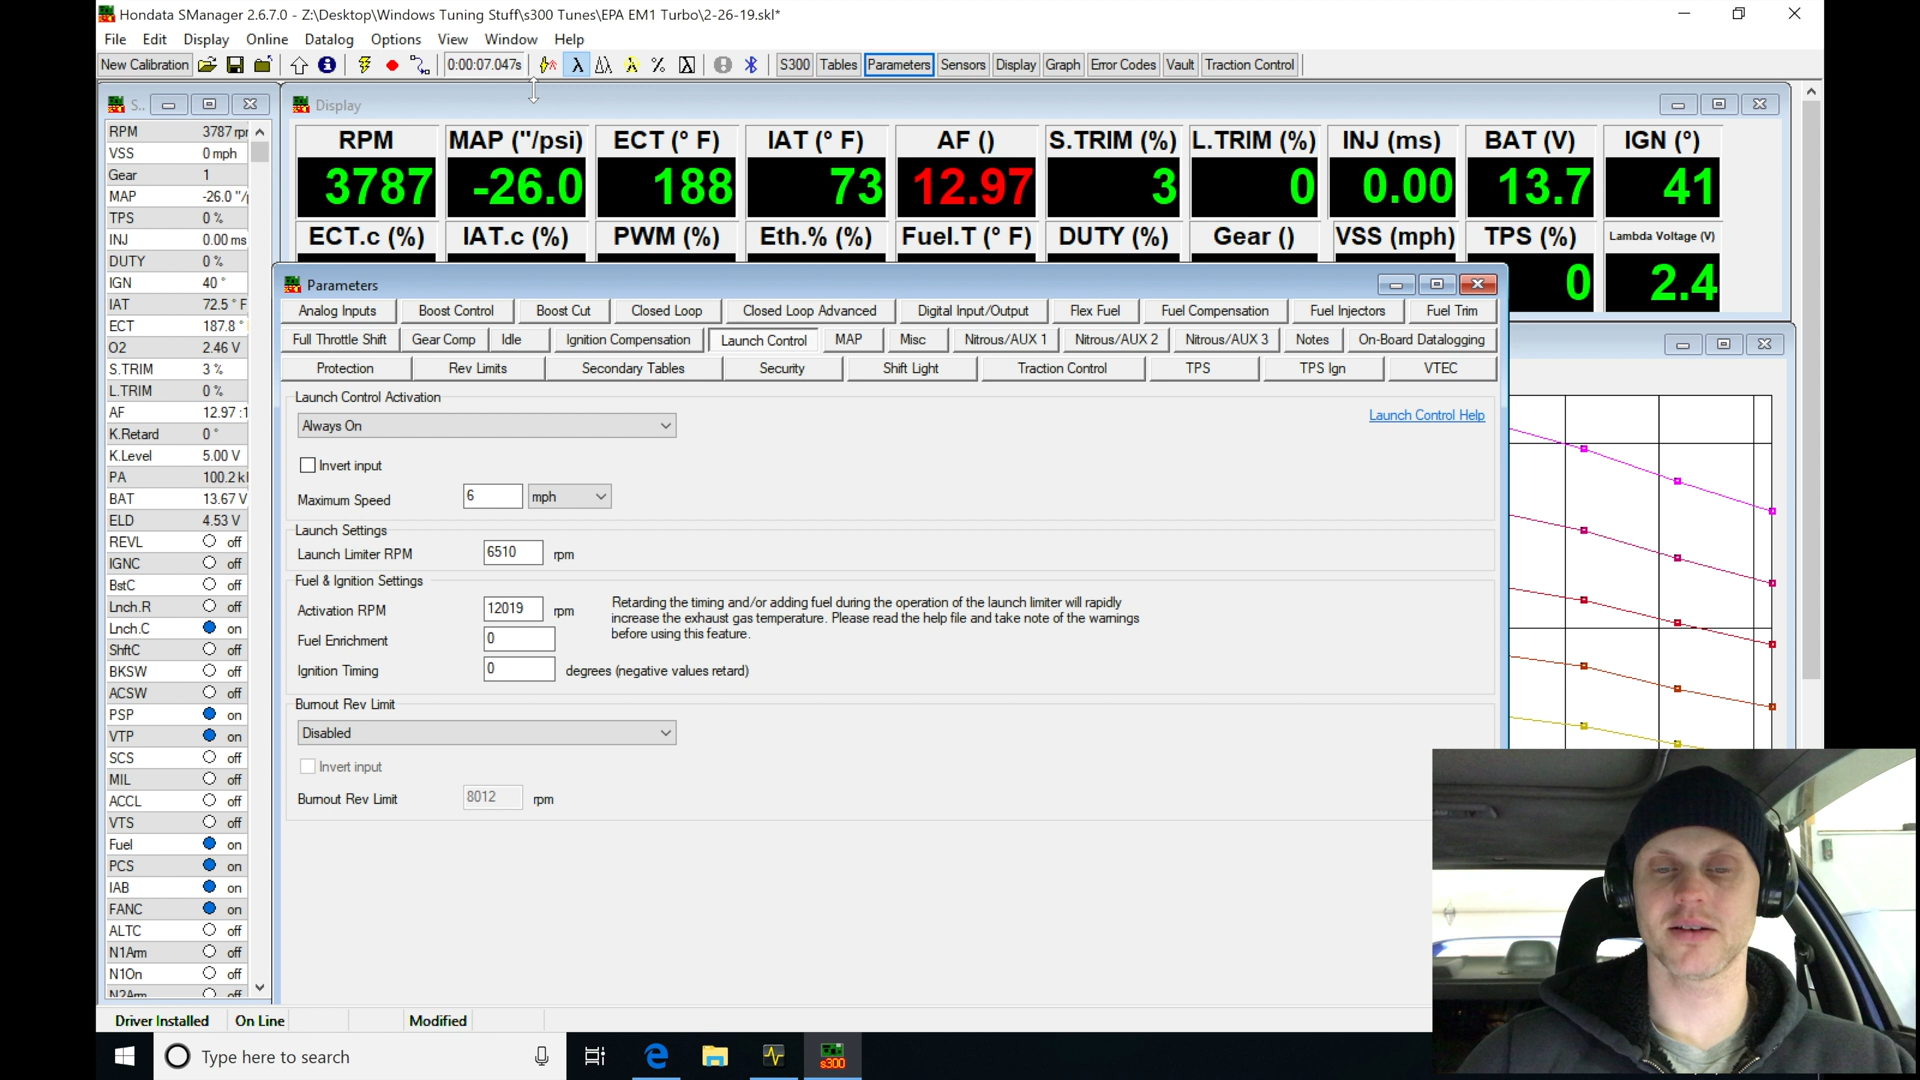 Hondata SManager 2.6.7.0 - Z:\Desktop\Windows Tuning Stuff\s300 Tunes\EPA EM1 Turbo\2-26-19.skl*
File Edit Display Online Datalog Options View Window Help
New Calibration 0:00:07.047s S300 Tables Parameters Sensors Display Graph Error Codes Vault Traction Control
S..
RPM 3787 rpr
VSS 0 mph
Gear 1
MAP -26.0 "/
TPS 0 %
INJ 0.00 ms
DUTY 0 %
IGN 40 °
IAT 72.5 ° F
ECT 187.8 °
O2 2.46 V
S.TRIM 3 %
L.TRIM 0 %
AF 12.97 :1
K.Retard 0 °
K.Level 5.00 V
PA 100.2 k
BAT 13.67 V
ELD 4.53 V
REVL off
IGNC off
BstC off
Lnch.R off
Lnch.C on
ShftC off
BKSW off
ACSW off
PSP on
VTP on
SCS off
MIL off
ACCL off
VTS off
Fuel on
PCS on
IAB on
FANC on
ALTC off
N1Arm off
N1On off
N2Arm off
Display
RPM MAP ("/psi) ECT (° F) IAT (° F) AF () S.TRIM (%) L.TRIM (%) INJ (ms) BAT (V) IGN (°)
3787 -26.0 188 73 12.97 3 0 0.00 13.7 41
ECT.c (%) IAT.c (%) PWM (%) Eth.% (%) Fuel.T (° F) DUTY (%) Gear () VSS (mph) TPS (%) Lambda Voltage (V)
0 2.4
Parameters
Analog Inputs Boost Control Boost Cut Closed Loop Closed Loop Advanced Digital Input/Output Flex Fuel Fuel Compensation Fuel Injectors Fuel Trim
Full Throttle Shift Gear Comp Idle Ignition Compensation Launch Control MAP Misc Nitrous/AUX 1 Nitrous/AUX 2 Nitrous/AUX 3 Notes On-Board Datalogging
Protection Rev Limits Secondary Tables Security Shift Light Traction Control TPS TPS Ign VTEC
Launch Control Activation
Always On
Launch Control Help
Invert input
Maximum Speed 6 mph
Launch Settings
Launch Limiter RPM 6510 rpm
Fuel & Ignition Settings
Activation RPM 12019 rpm
Retarding the timing and/or adding fuel during the operation of the launch limiter will rapidly
increase the exhaust gas temperature. Please read the help file and take note of the warnings
before using this feature.
Fuel Enrichment 0
Ignition Timing 0 degrees (negative values retard)
Burnout Rev Limit
Disabled
Invert input
Burnout Rev Limit 8012 rpm
Driver Installed On Line Modified
Type here to search
s300